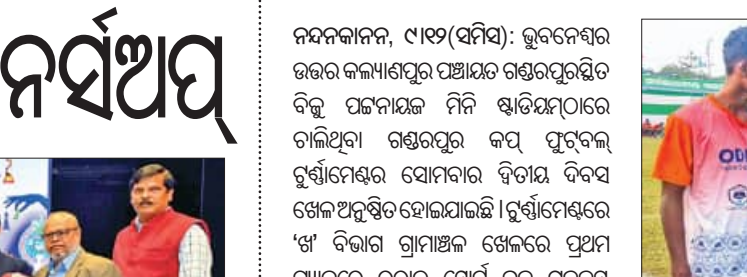 ନର୍ସଅପ୍
ନନ୍ଦନକାନନ, ୯।୧୨(ସମିସ): ଭୁବନେଶ୍ୱର
ଉତ୍ତର କଲ୍ୟାଣପୁର ପଞ୍ଚାୟତ ଗଣ୍ଡରପୁରସ୍ଥିତ
ବିଜୁ ପଟ୍ଟନାୟକ ମିନି ଷ୍ଟାଡିୟମ୍‌ଠାରେ
ଚାଲିଥିବା ଗଣ୍ଡରପୁର କପ୍ ଫୁଟ୍‌ବଲ୍
ଟୁର୍ଣ୍ଣାମେଣ୍ଟର ସୋମବାର ଦ୍ୱିତୀୟ ଦିବସ
ଖେଳ ଅନୁଷ୍ଠିତ ହୋଇଯାଇଛି । ଟୁର୍ଣ୍ଣାମେଣ୍ଟରେ
‘ଖ’ ବିଭାଗ ଗ୍ରାମାଞ୍ଚଳ ଖେଳରେ ପ୍ରଥମ